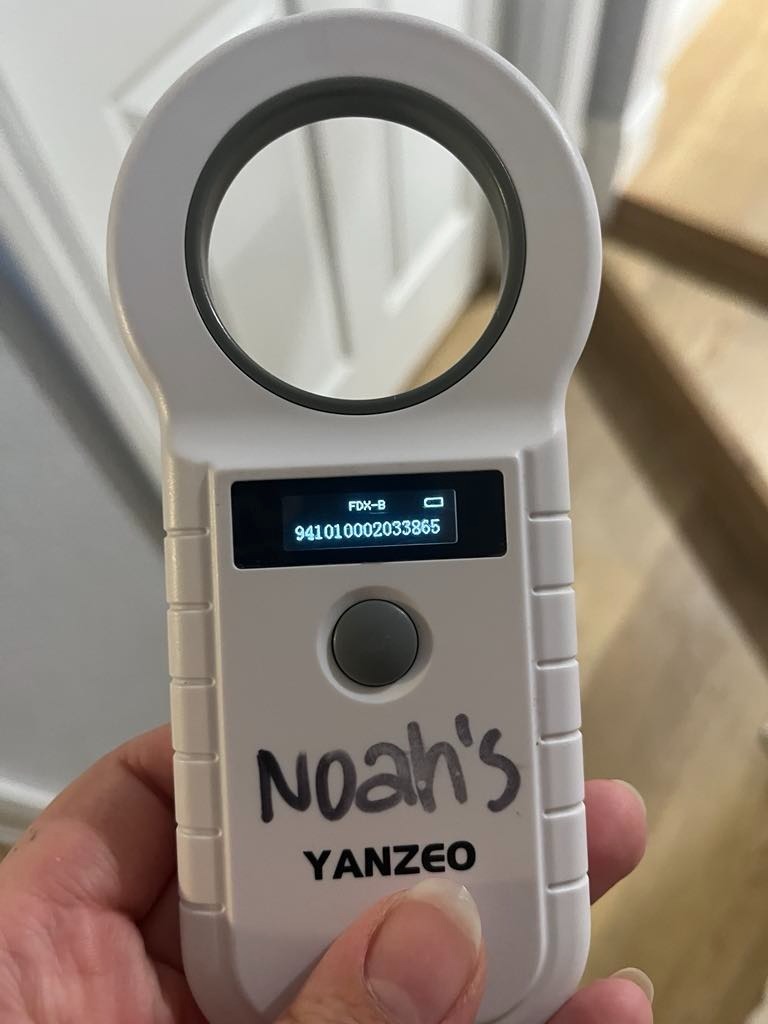 FDX-B
941010002033865
Noah's
YANZEO